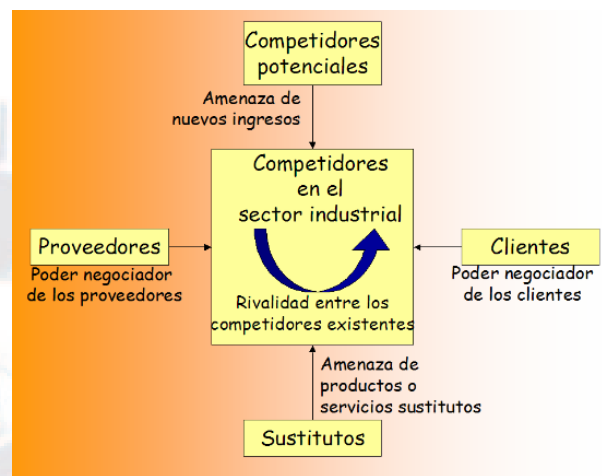 Competidores
potenciales
Amenaza de
nuevos ingresos
Competidores
en el
sector industrial
Proveedores
Poder negociador
de los proveedores
Clientes
Poder negociador
de los clientes
Rivalidad entre los
competidores existentes
Amenaza de
productos o
servicios sustitutos
Sustitutos